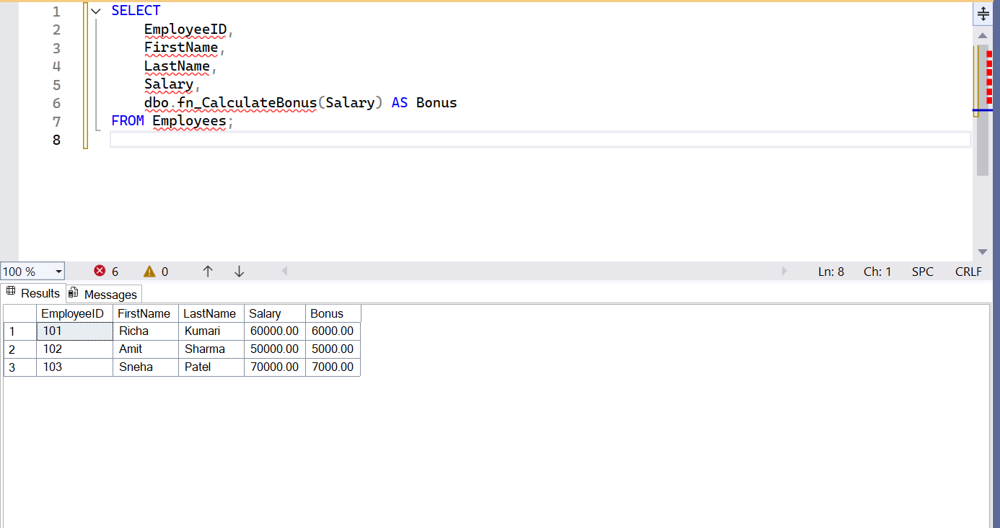 1 SELECT
2 EmployeeID,
3 FirstName,
4 LastName,
5 Salary,
6 dbo.fn_CalculateBonus(Salary) AS Bonus
7 FROM Employees;
8
100 % 6 0 Ln: 8 Ch: 1 SPC CRLF
Results Messages
EmployeeID FirstName LastName Salary Bonus
1 101 Richa Kumari 60000.00 6000.00
2 102 Amit Sharma 50000.00 5000.00
3 103 Sneha Patel 70000.00 7000.00